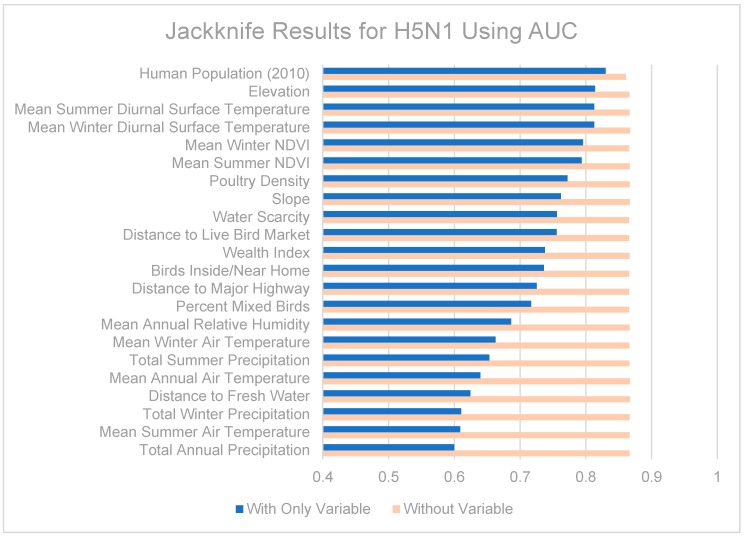 Jackknife Results for H5N1 Using AUC
Human Population (2010)
Elevation
Mean Summer Diurnal Surface Temperature
Mean Winter Diurnal Surface Temperature
Mean Winter NDVI
Mean Summer NDVI
Poultry Density
Slope
Water Scarcity
Distance to Live Bird Market
Wealth Index
Birds Inside/Near Home
Distance to Major Highway
Percent Mixed Birds
Mean Annual Relative Humidity
Mean Winter Air Temperature
Total Summer Precipitation
Mean Annual Air Temperature
Distance to Fresh Water
Total Winter Precipitation
Mean Summer Air Temperature
Total Annual Precipitation
0.4 0.5 0.6 0.7 0.8 0.9 1
With Only Variable Without Variable